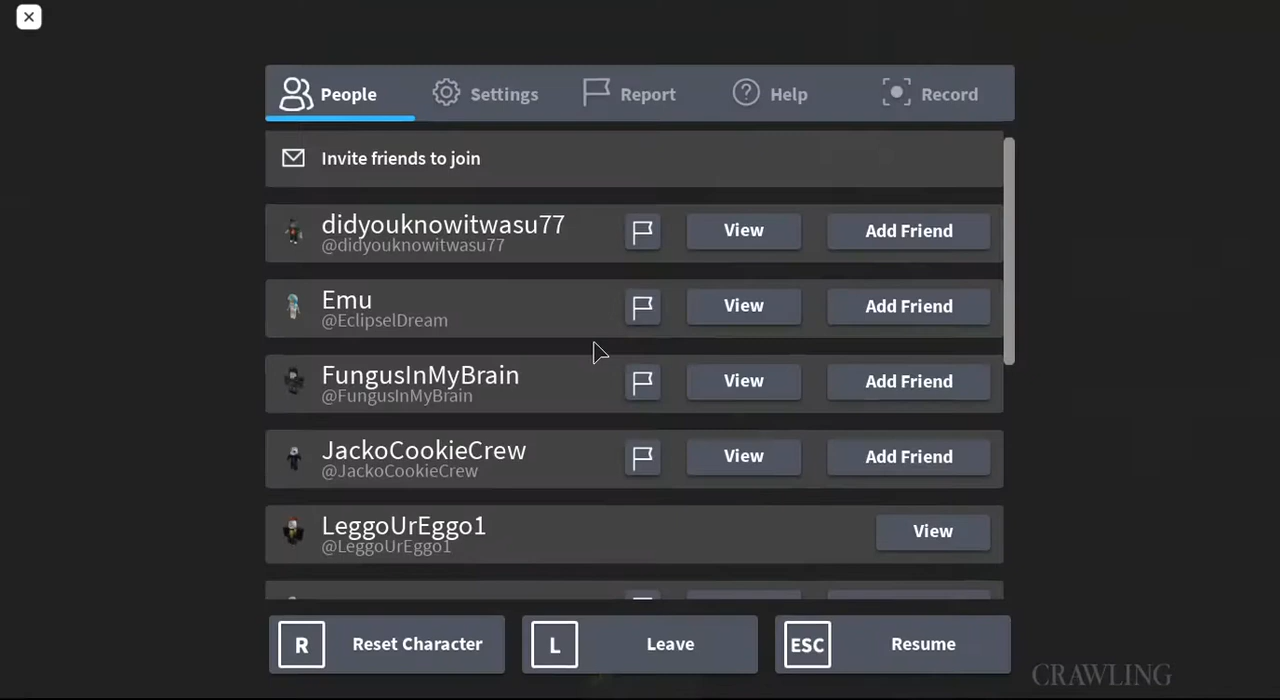 People Settings Report Help Record
Invite friends to join
didyouknowitwasu77 View Add Friend
@didyouknowitwasu77
Emu View Add Friend
@EclipselDream
FungusInMyBrain View Add Friend
@FungusInMyBrain
JackoCookieCrew View Add Friend
@JackoCookieCrew
LeggoUrEggo1 View
@LeggoUrEggo1
R Reset Character L Leave ESC Resume
CRAWLING